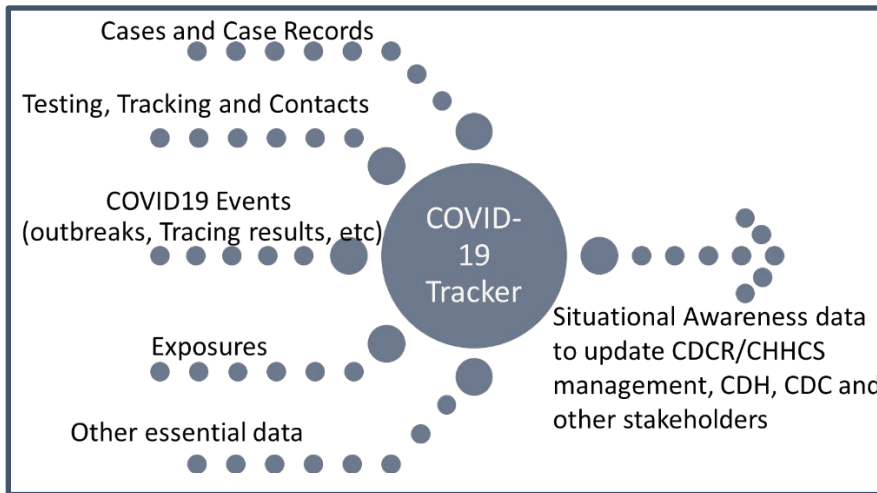 Cases and Case Records
Testing, Tracking and Contacts
COVID19 Events
(outbreaks, Tracing results, etc)
Exposures
Other essential data
COVID-
19
Tracker
Situational Awareness data
to update CDCR/CHHCS
management, CDH, CDC and
other stakeholders